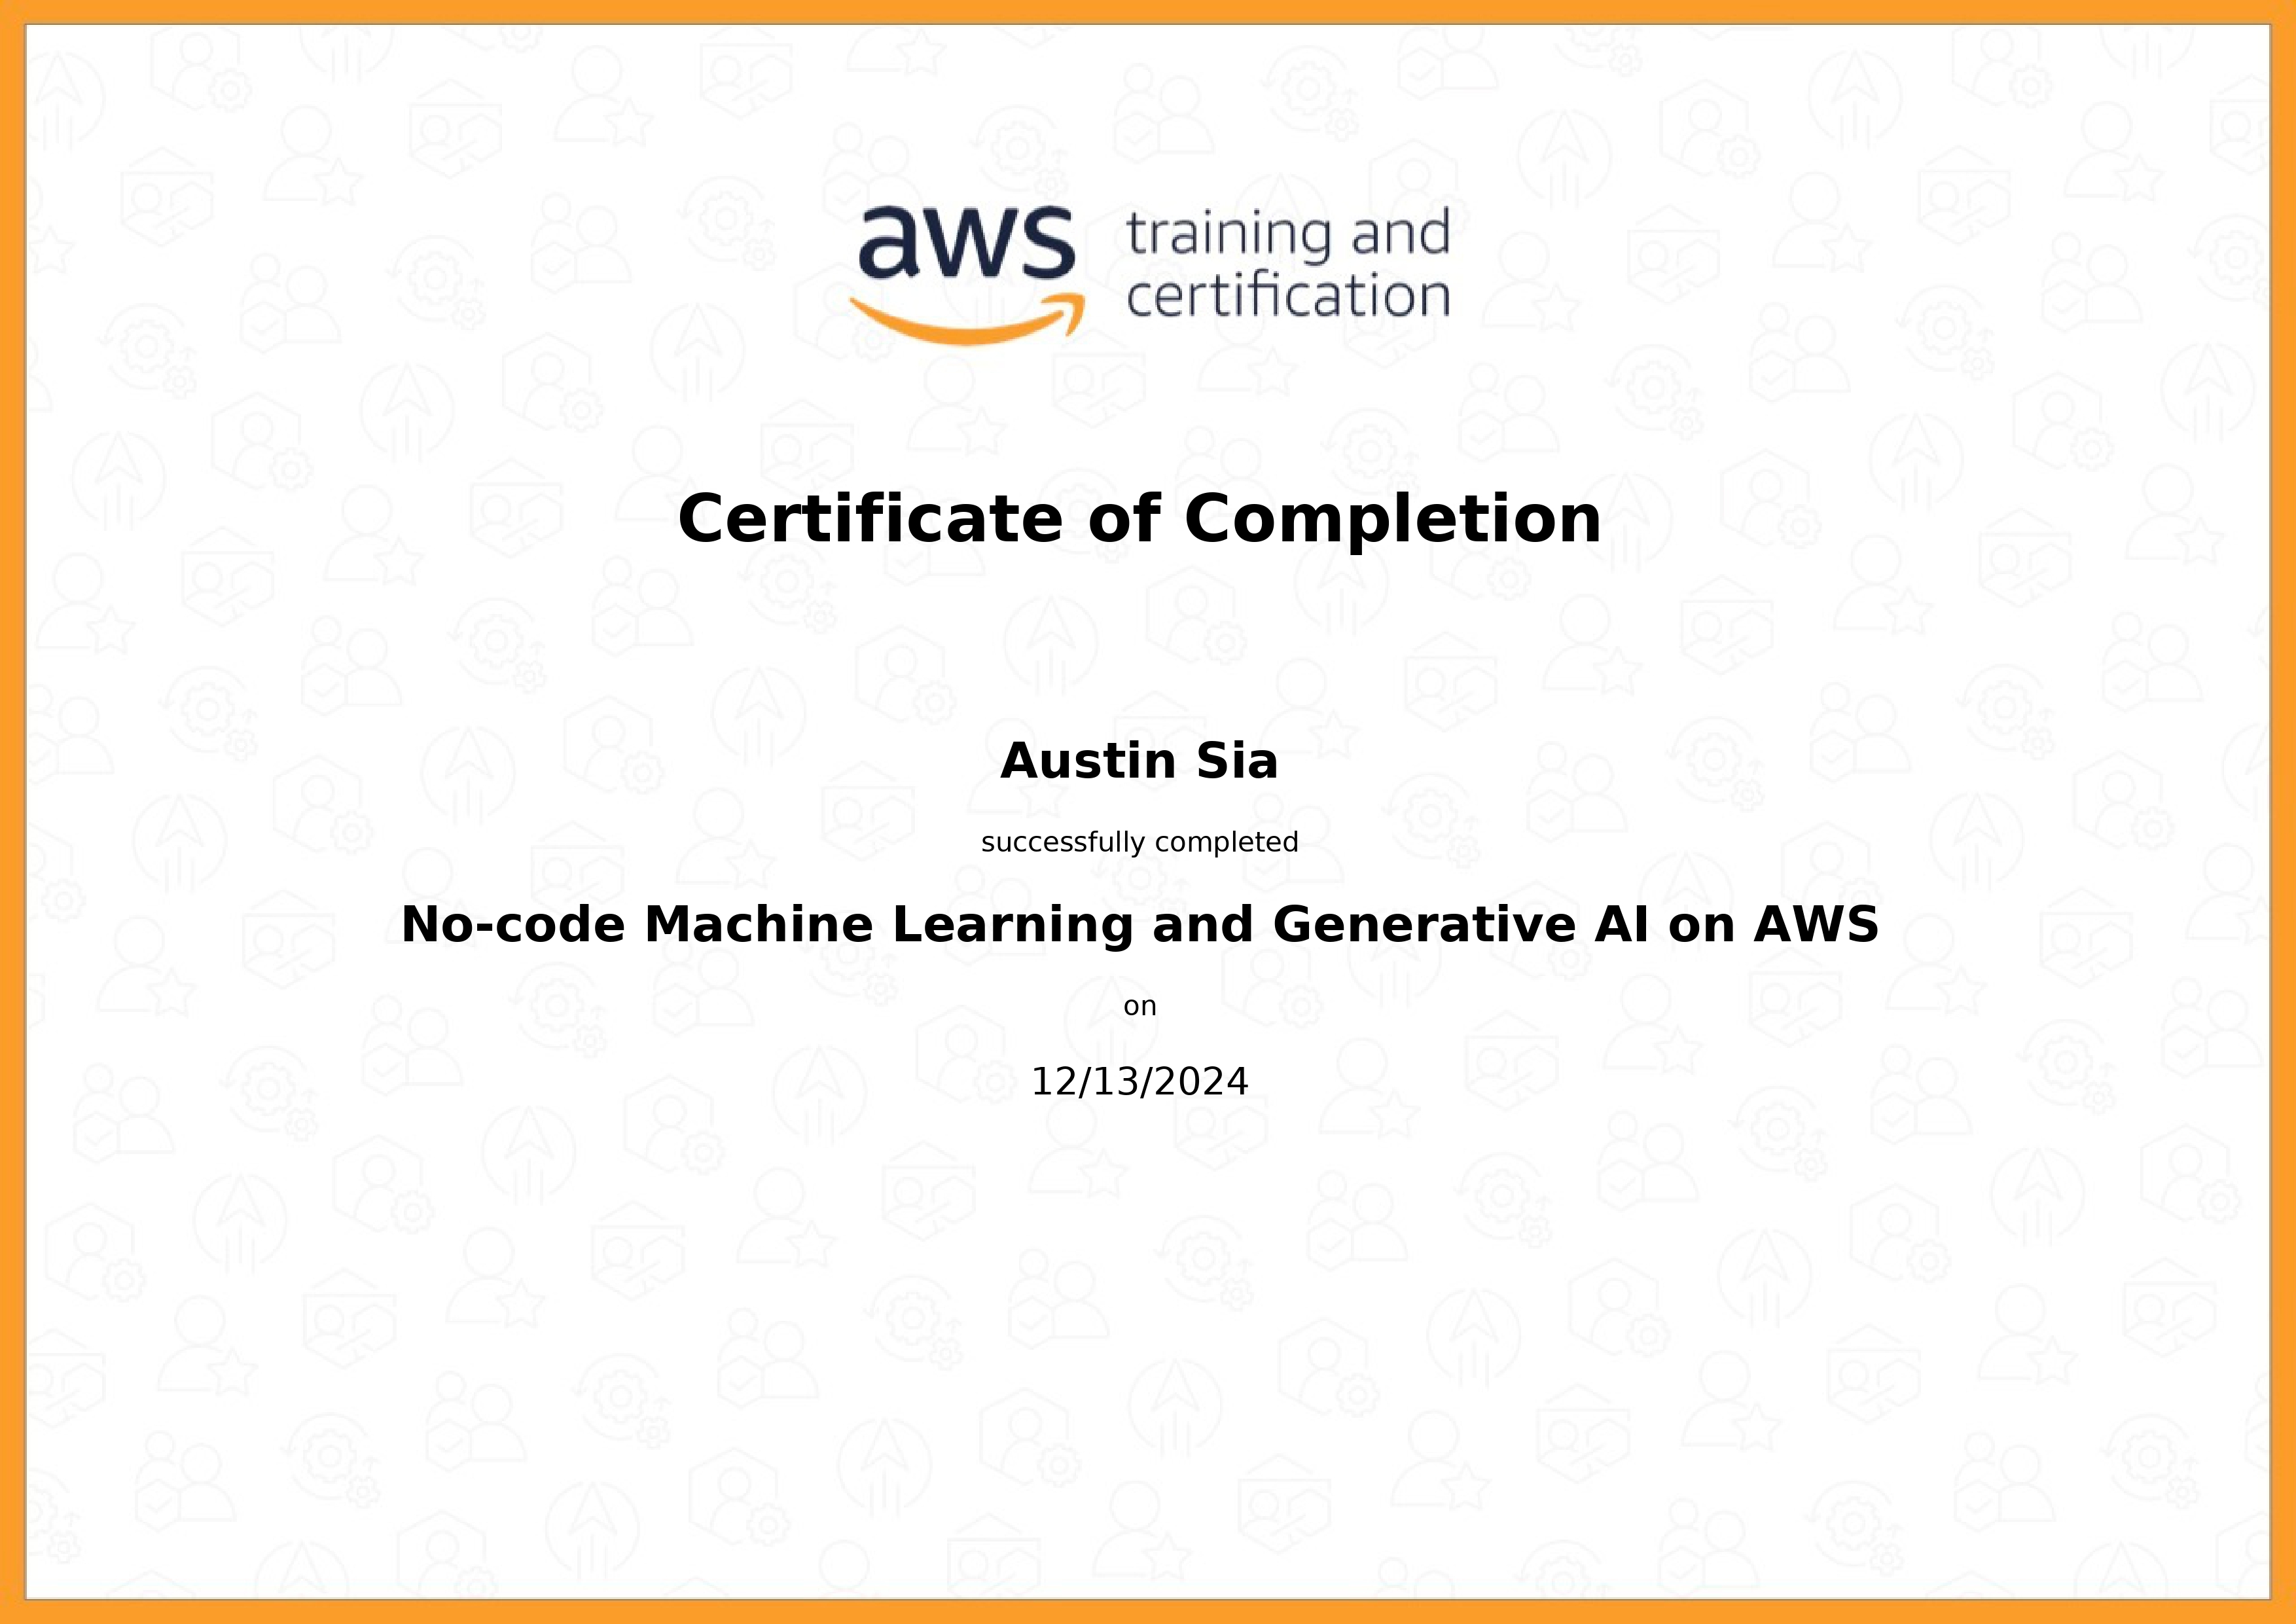 aws training and
certification
Certificate of Completion
Austin Sia
successfully completed
No-code Machine Learning and Generative AI on AWS
on
12/13/2024